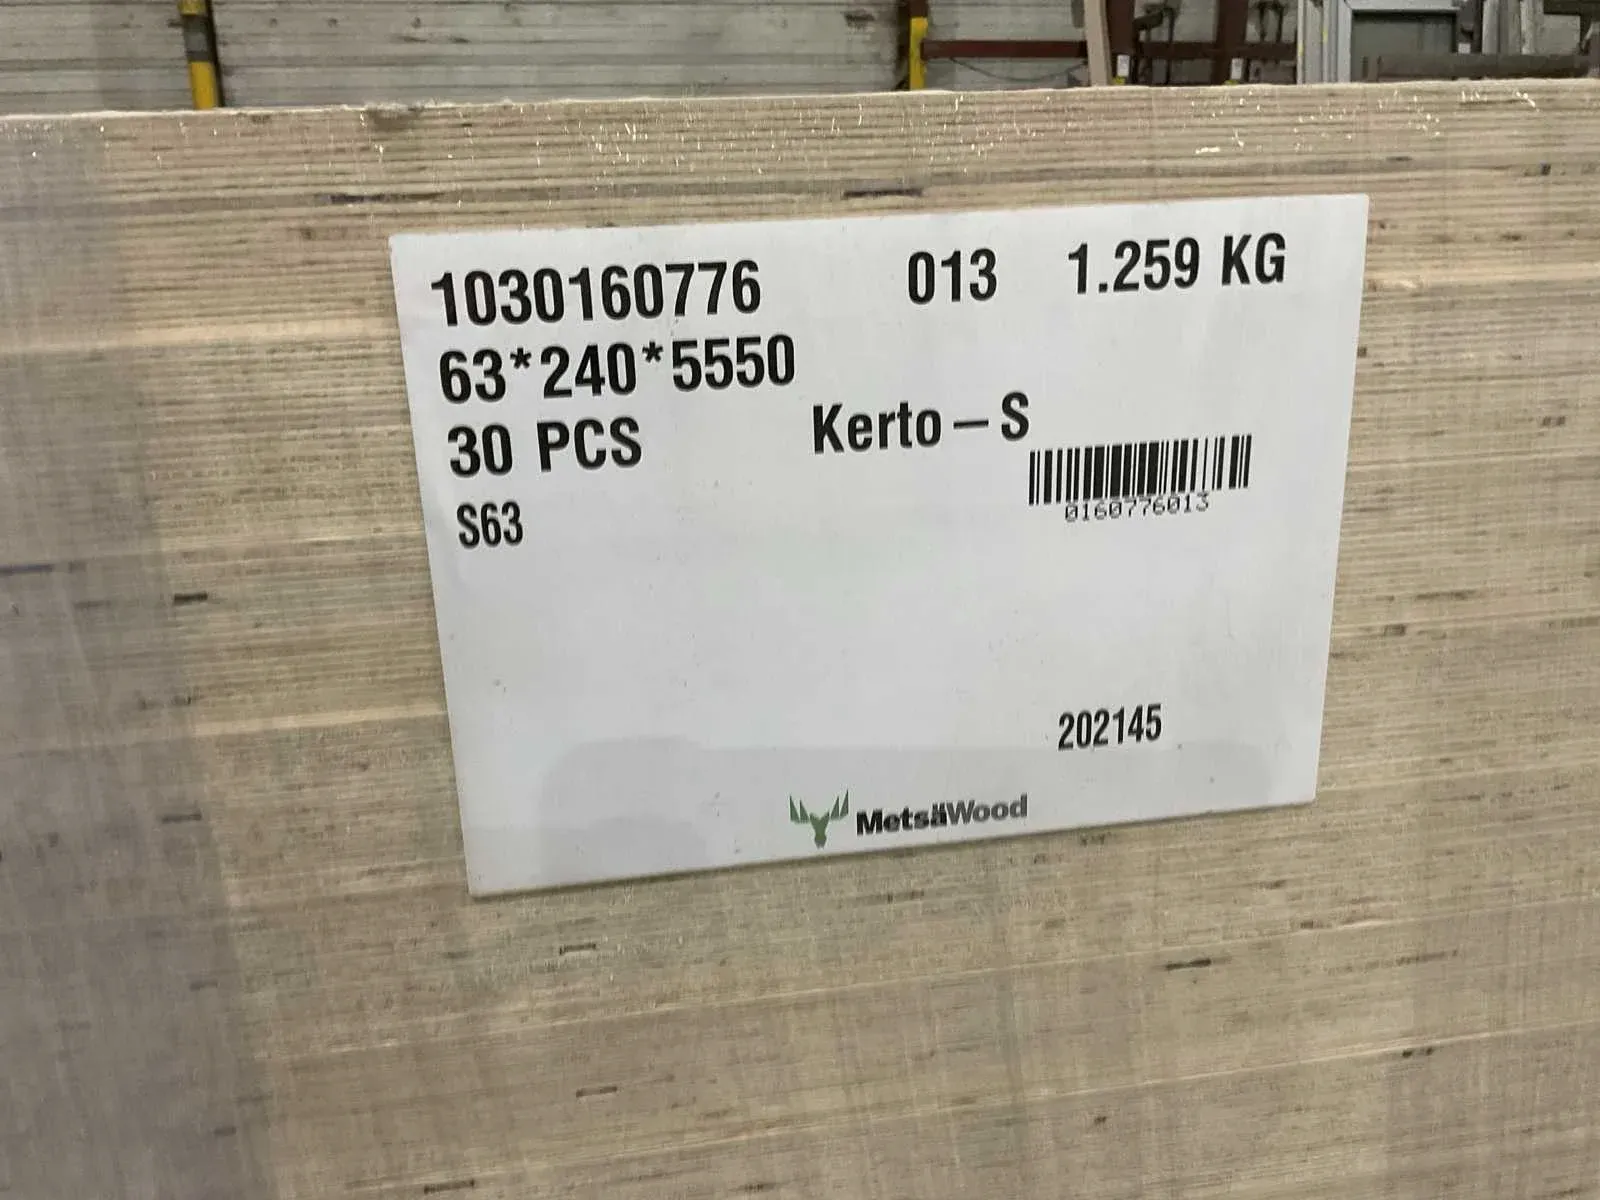 1030160776 013 1.259 KG
63*240*5550
30 PCS Kerto-S
S63
0160776013
202145
MetsäWood